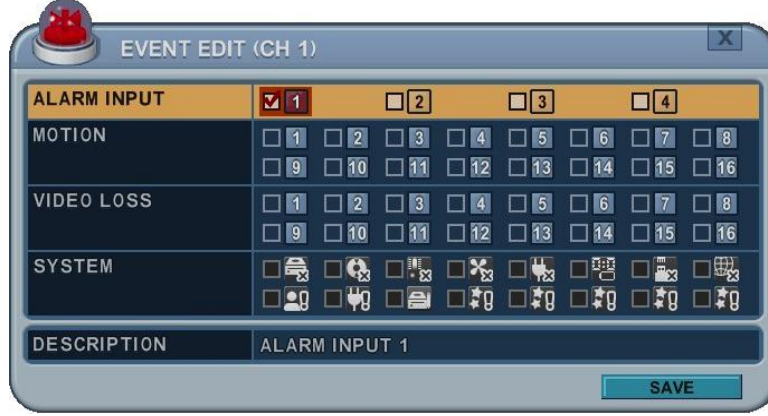 EVENT EDIT (CH 1)
X
ALARM INPUT 1 2 3 4
MOTION 1 2 3 4 5 6 7 8
9 10 11 12 13 14 15 16
VIDEO LOSS 1 2 3 4 5 6 7 8
9 10 11 12 13 14 15 16
SYSTEM
DESCRIPTION ALARM INPUT 1
SAVE